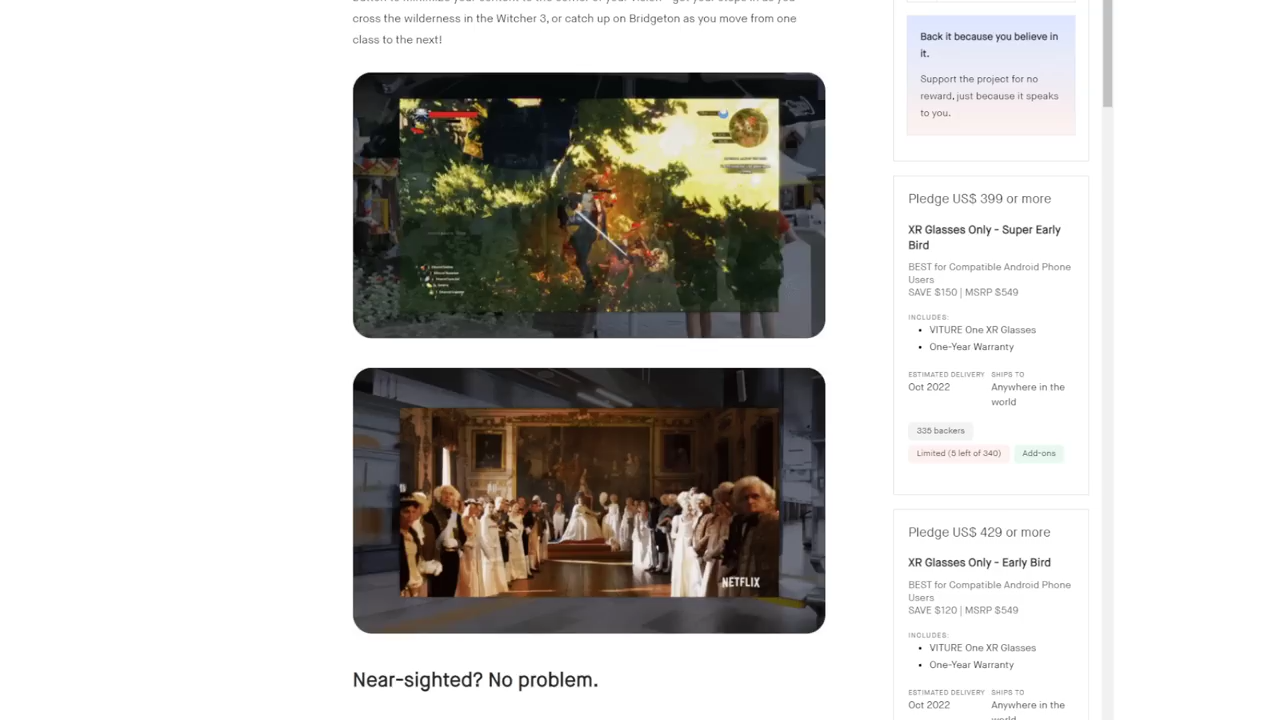 cross the wilderness in the Witcher 3, or catch up on Bridgeton as you move from one
class to the next!
NETFLIX
Near-sighted? No problem.
Back it because you believe in
it.
Support the project for no
reward, just because it speaks
to you.
Pledge US$ 399 or more
XR Glasses Only - Super Early
Bird
BEST for Compatible Android Phone
Users
SAVE $150 | MSRP $549
INCLUDES:
• VITURE One XR Glasses
• One-Year Warranty
ESTIMATED DELIVERY SHIPS TO
Oct 2022 Anywhere in the
world
335 backers
Limited (5 left of 340) Add-ons
Pledge US$ 429 or more
XR Glasses Only - Early Bird
BEST for Compatible Android Phone
Users
SAVE $120 | MSRP $549
INCLUDES:
• VITURE One XR Glasses
• One-Year Warranty
ESTIMATED DELIVERY SHIPS TO
Oct 2022 Anywhere in the